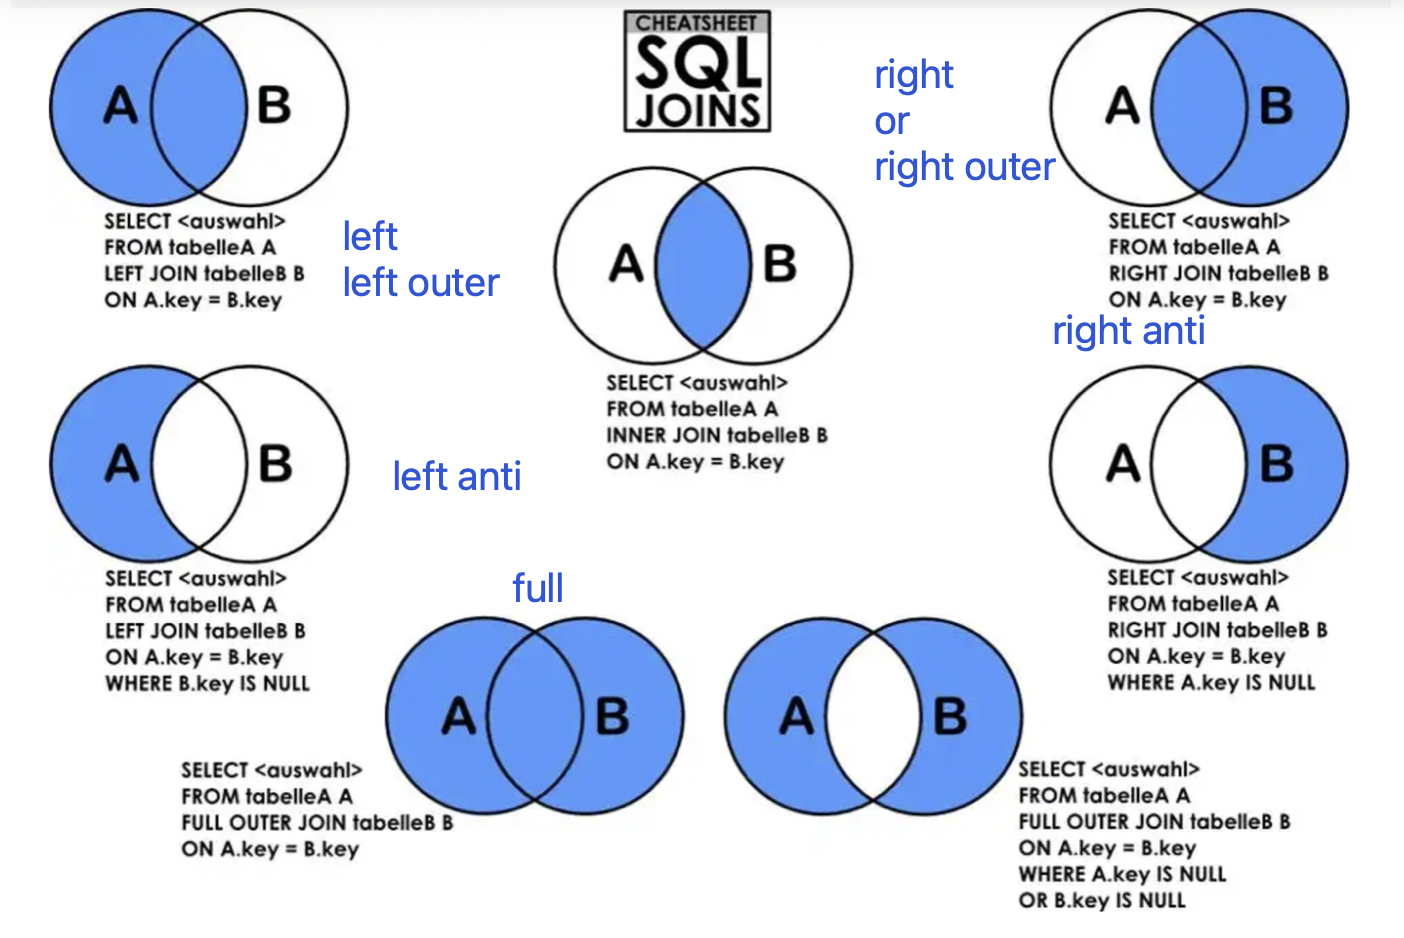 A B
SELECT <auswahl>
FROM tabelleA A
LEFT JOIN tabelleB B
ON A.key = B.key
left
left outer
CHEATSHEET
SQL
JOINS
A B
SELECT <auswahl>
FROM tabelleA A
INNER JOIN tabelleB B
ON A.key = B.key
right
or
right outer
A B
SELECT <auswahl>
FROM tabelleA A
RIGHT JOIN tabelleB B
ON A.key = B.key
A B
left anti
SELECT <auswahl>
FROM tabelleA A
LEFT JOIN tabelleB B
ON A.key = B.key
WHERE B.key IS NULL
right anti
A B
SELECT <auswahl>
FROM tabelleA A
RIGHT JOIN tabelleB B
ON A.key = B.key
WHERE A.key IS NULL
full
A B
SELECT <auswahl>
FROM tabelleA A
FULL OUTER JOIN tabelleB B
ON A.key = B.key
A B
SELECT <auswahl>
FROM tabelleA A
FULL OUTER JOIN tabelleB B
ON A.key = B.key
WHERE A.key IS NULL
OR B.key IS NULL